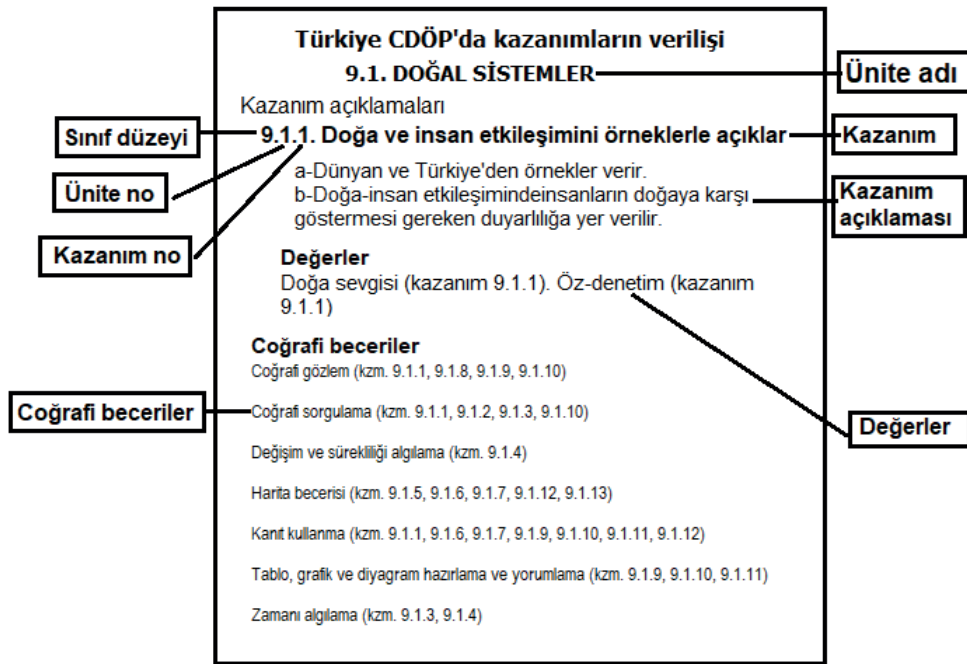 Türkiye CDÖP'da kazanımların verilişi
9.1. DOĞAL SİSTEMLER
Ünite adı
Kazanım açıklamaları
Sınıf düzeyi
9.1.1. Doğa ve insan etkileşimini örneklerle açıklar
Kazanım
a-Dünyan ve Türkiye'den örnekler verir.
Ünite no
b-Doğa-insan etkileşimindeinsanların doğaya karşı
göstermesi gereken duyarlılığa yer verilir.
Kazanım
açıklaması
Kazanım no
Değerler
Doğa sevgisi (kazanım 9.1.1). Öz-denetim (kazanım
9.1.1)
Coğrafi beceriler
Coğrafi gözlem (kzm. 9.1.1, 9.1.8, 9.1.9, 9.1.10)
Coğrafi beceriler
Coğrafi sorgulama (kzm. 9.1.1, 9.1.2, 9.1.3, 9.1.10)
Değerler
Değişim ve sürekliliği algılama (kzm. 9.1.4)
Harita becerisi (kzm. 9.1.5, 9.1.6, 9.1.7, 9.1.12, 9.1.13)
Kanıt kullanma (kzm. 9.1.1, 9.1.6, 9.1.7, 9.1.9, 9.1.10, 9.1.11, 9.1.12)
Tablo, grafik ve diyagram hazırlama ve yorumlama (kzm. 9.1.9, 9.1.10, 9.1.11)
Zamanı algılama (kzm. 9.1.3, 9.1.4)